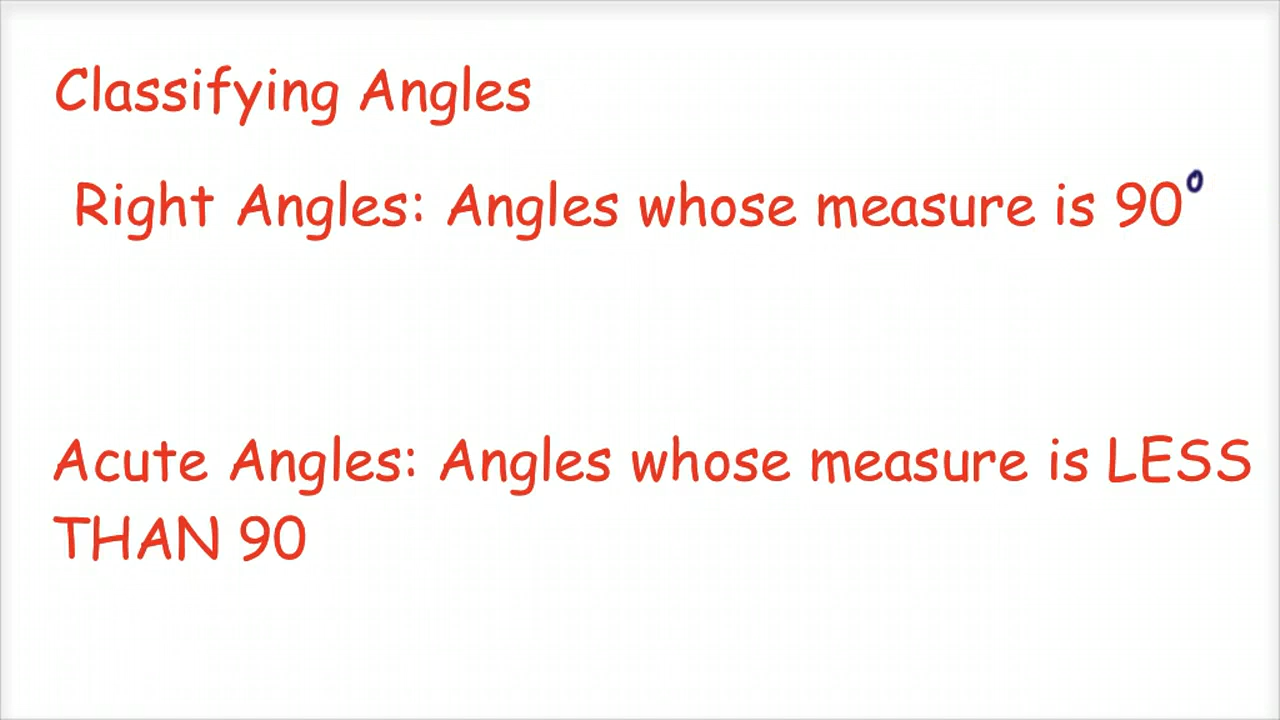 Classifying Angles
Right Angles: Angles whose measure is 90°
Acute Angles: Angles whose measure is LESS
THAN 90